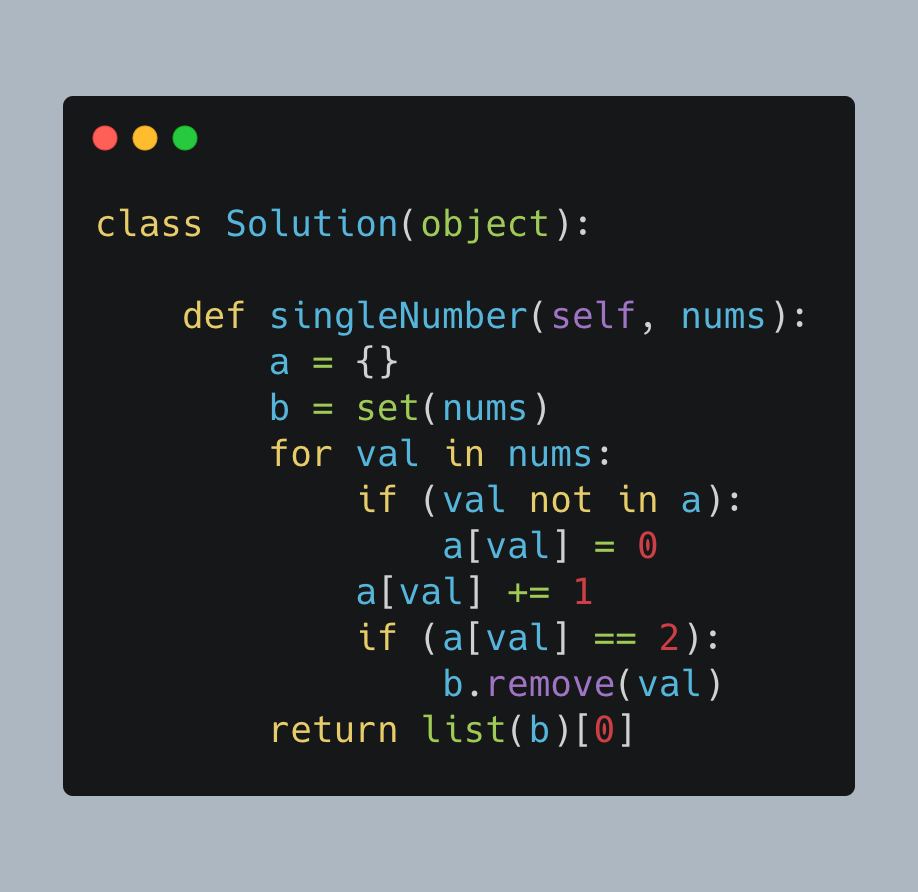 class Solution(object):

    def singleNumber(self, nums):
        a = {}
        b = set(nums)
        for val in nums:
            if (val not in a):
                a[val] = 0
            a[val] += 1
            if (a[val] == 2):
                b.remove(val)
        return list(b)[0]